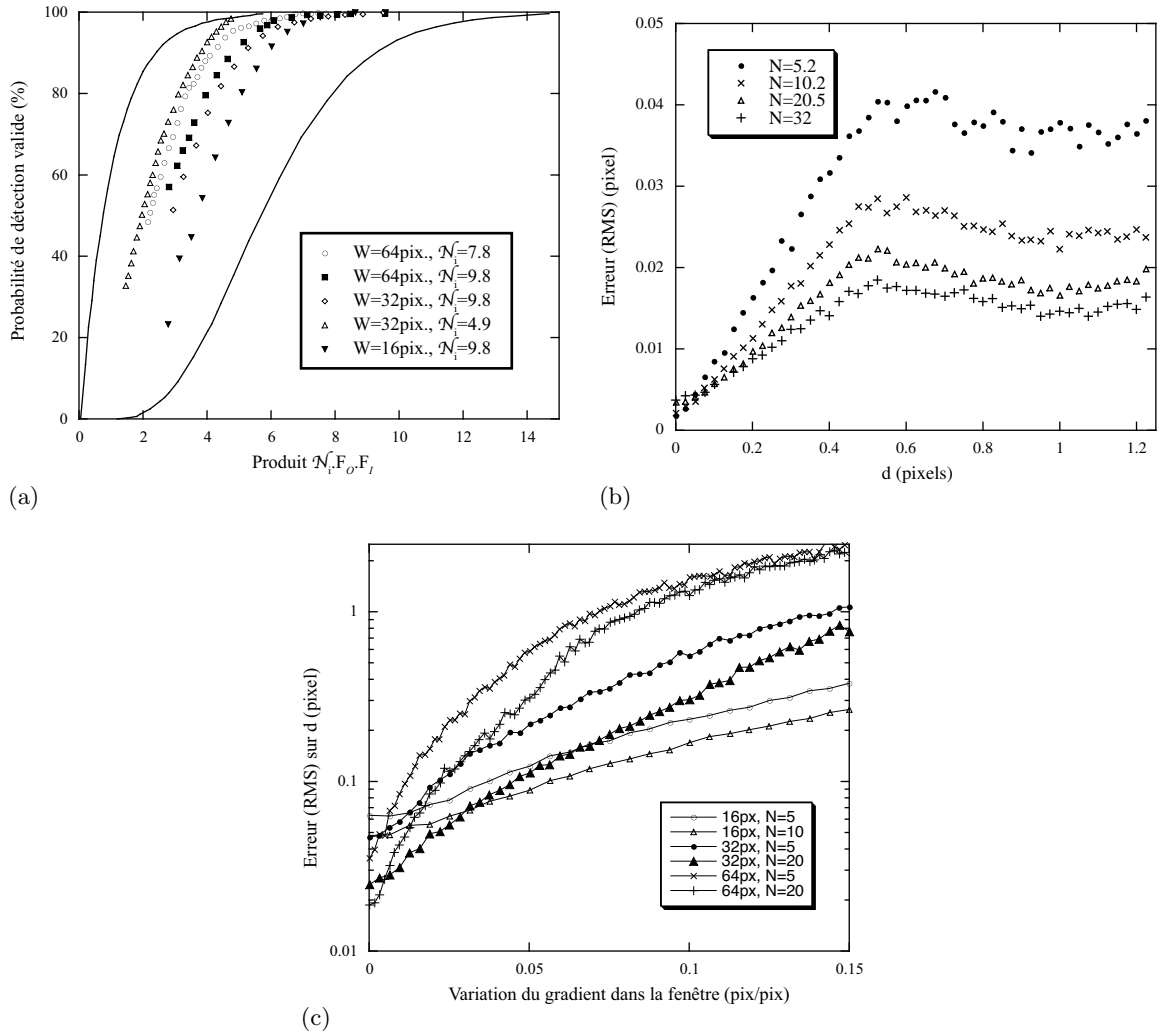 100
80
60
40
20
0
0 2 4 6 8 10 12 14
Probabilité de détection valide (%)
Produit 𝒩i.FO.FI
W=64pix., 𝒩i=7.8
W=64pix., 𝒩i=9.8
W=32pix., 𝒩i=9.8
W=32pix., 𝒩i=4.9
W=16pix., 𝒩i=9.8
(a)
0.05
0.04
0.03
0.02
0.01
0
0 0.2 0.4 0.6 0.8 1 1.2
Erreur (RMS) (pixel)
d (pixels)
N=5.2
N=10.2
N=20.5
N=32
(b)
1
0.1
0.01
0 0.05 0.1 0.15
Erreur (RMS) sur d (pixel)
Variation du gradient dans la fenêtre (pix/pix)
16px, N=5
16px, N=10
32px, N=5
32px, N=20
64px, N=5
64px, N=20
(c)